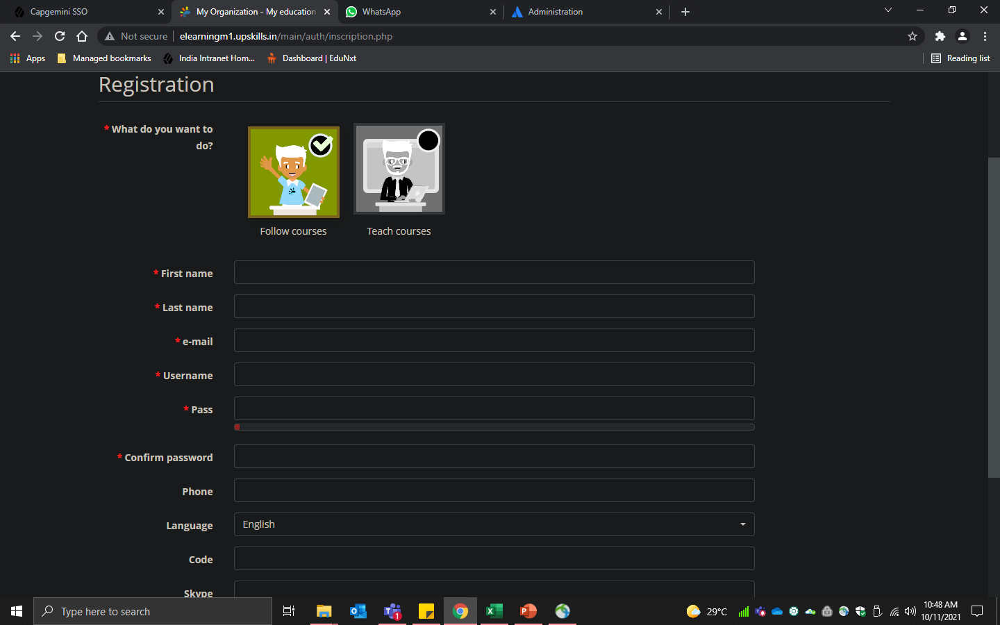 Capgemini SSO
My Organization - My education
WhatsApp
Administration
Not secure
elearningm1.upskills.in/main/auth/inscription.php
Apps
Managed bookmarks
India Intranet Hom...
Dashboard | EduNxt
Reading list
Registration
* What do you want to
do?
Follow courses
Teach courses
* First name
* Last name
* e-mail
* Username
* Pass
* Confirm password
Phone
Language
English
Code
Skype
Type here to search
1
29°C
10:48 AM
10/11/2021